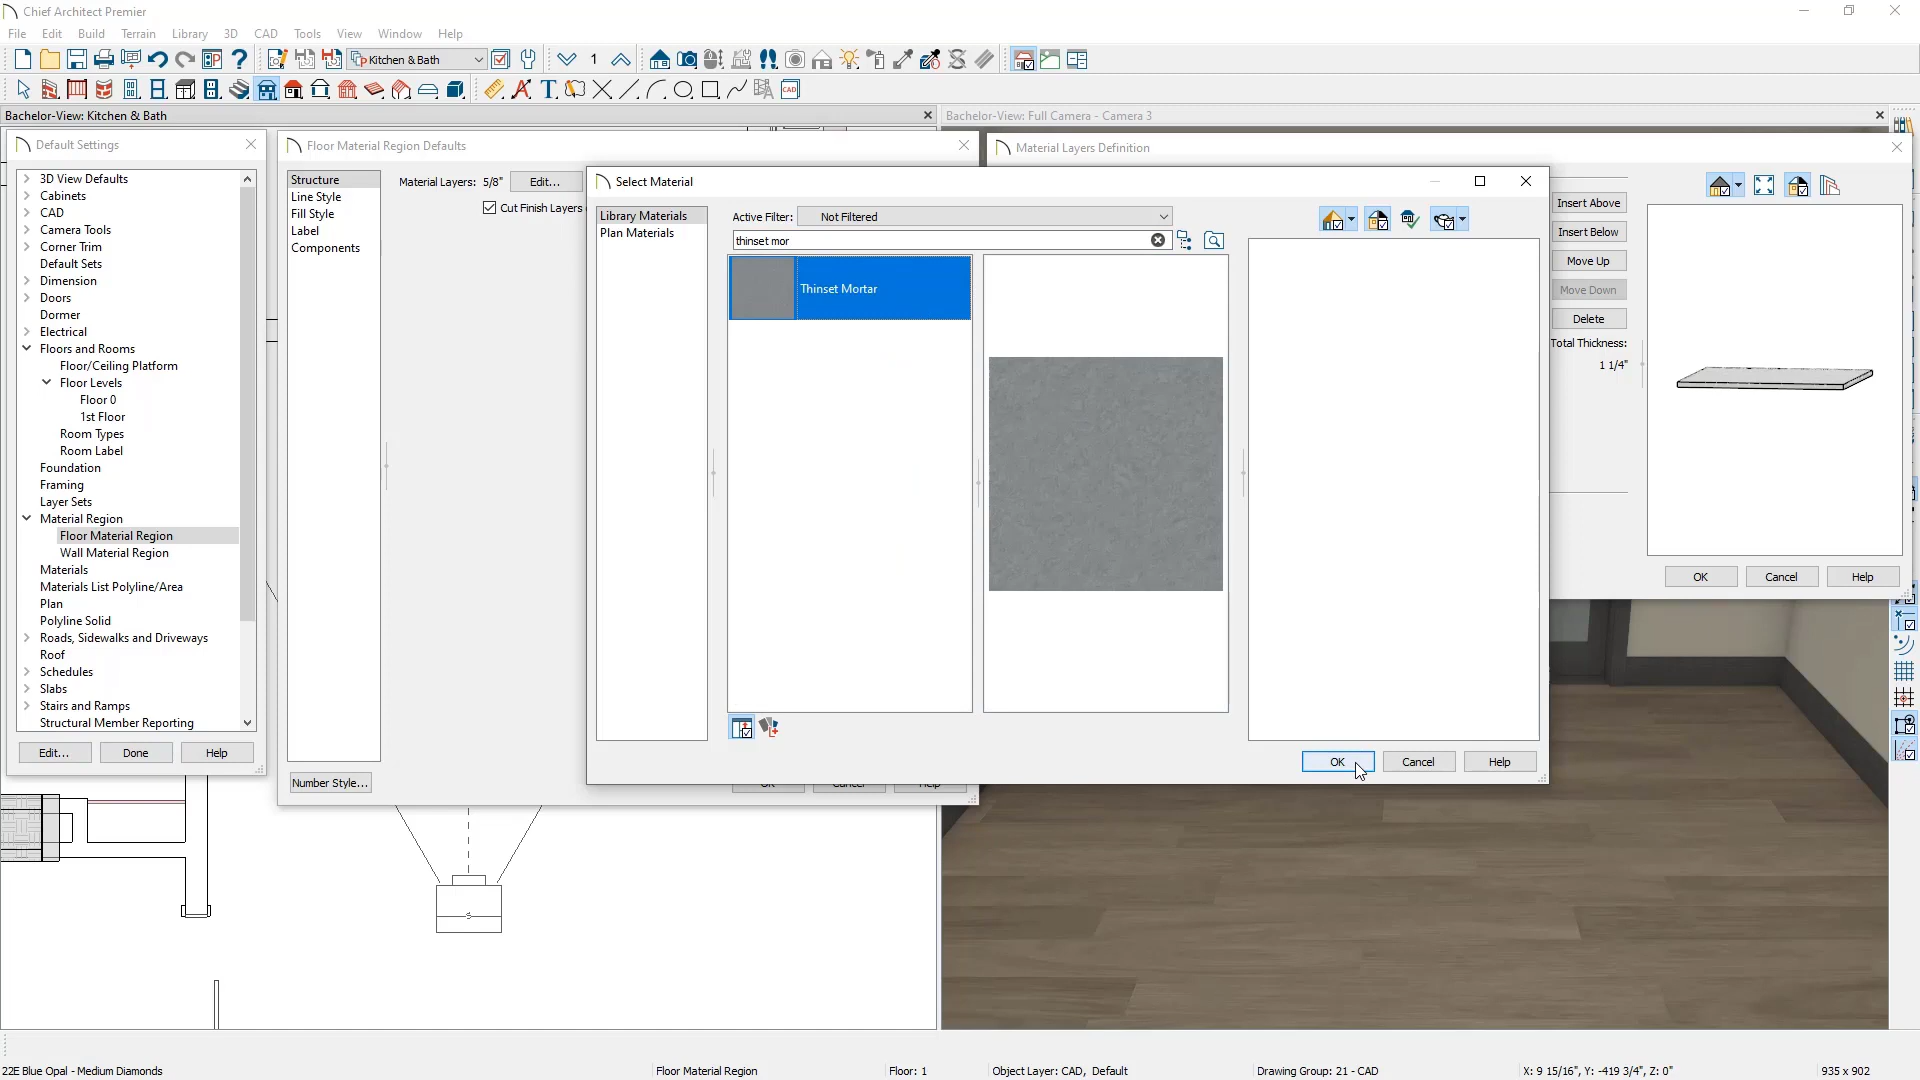 Chief Architect Premier
File Edit Build Terrain Library 3D CAD Tools View Window Help
Kitchen & Bath 1
CAD
Bachelor-View: Kitchen & Bath
Bachelor-View: Full Camera - Camera 3
Default Settings
3D View Defaults
Cabinets
CAD
Camera Tools
Corner Trim
Default Sets
Dimension
Doors
Dormer
Electrical
Floors and Rooms
Floor/Ceiling Platform
Floor Levels
Floor 0
1st Floor
Room Types
Room Label
Foundation
Framing
Layer Sets
Material Region
Floor Material Region
Wall Material Region
Materials
Materials List Polyline/Area
Plan
Polyline Solid
Roads, Sidewalks and Driveways
Roof
Schedules
Slabs
Stairs and Ramps
Structural Member Reporting
Edit... Done Help
Floor Material Region Defaults
Structure
Line Style
Fill Style
Label
Components
Material Layers: 5/8" Edit...
Cut Finish Layers
Number Style...
OK Cancel Help
Select Material
Library Materials
Plan Materials
Active Filter: Not Filtered
thinset mor
Thinset Mortar
OK Cancel Help
Material Layers Definition
Insert Above
Insert Below
Move Up
Move Down
Delete
Total Thickness:
1 1/4"
OK Cancel Help
S
22E Blue Opal - Medium Diamonds Floor Material Region Floor: 1 Object Layer: CAD, Default Drawing Group: 21 - CAD X: 9 15/16", Y: -419 3/4", Z: 0" 935 x 902